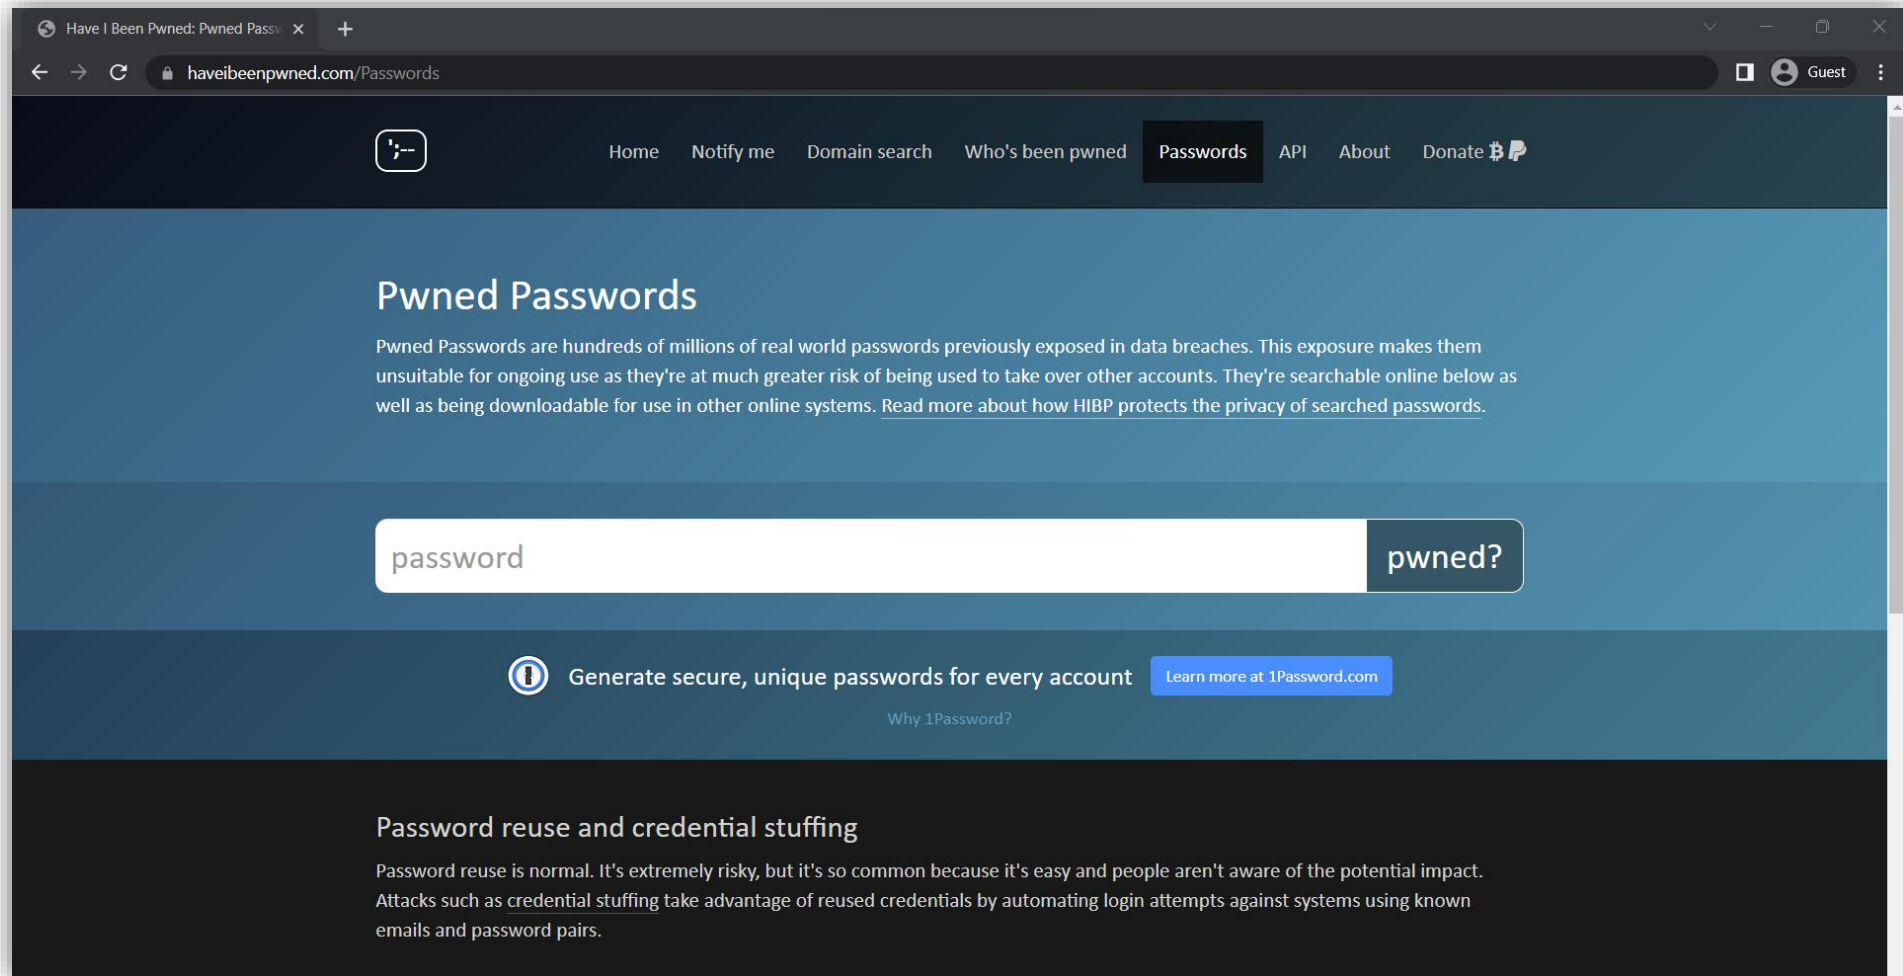 Have I Been Pwned: Pwned Passw
haveibeenpwned.com/Passwords
Guest
';--
Home Notify me Domain search Who's been pwned Passwords API About Donate
Pwned Passwords
Pwned Passwords are hundreds of millions of real world passwords previously exposed in data breaches. This exposure makes them
unsuitable for ongoing use as they're at much greater risk of being used to take over other accounts. They're searchable online below as
well as being downloadable for use in other online systems. Read more about how HIBP protects the privacy of searched passwords.
password
pwned?
Generate secure, unique passwords for every account
Learn more at 1Password.com
Why 1Password?
Password reuse and credential stuffing
Password reuse is normal. It's extremely risky, but it's so common because it's easy and people aren't aware of the potential impact.
Attacks such as credential stuffing take advantage of reused credentials by automating login attempts against systems using known
emails and password pairs.